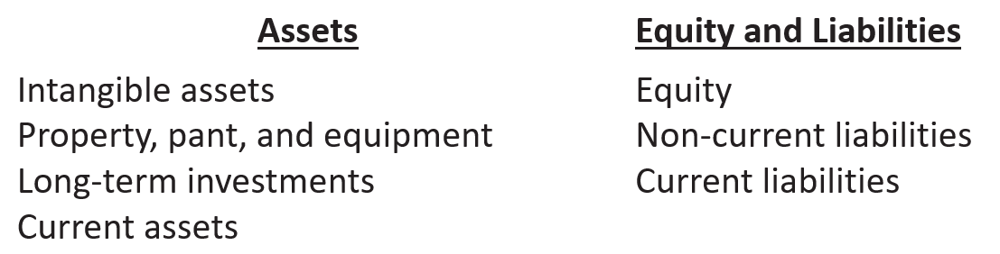 Assets
Intangible assets
Property, pant, and equipment
Long-term investments
Current assets
Equity and Liabilities
Equity
Non-current liabilities
Current liabilities